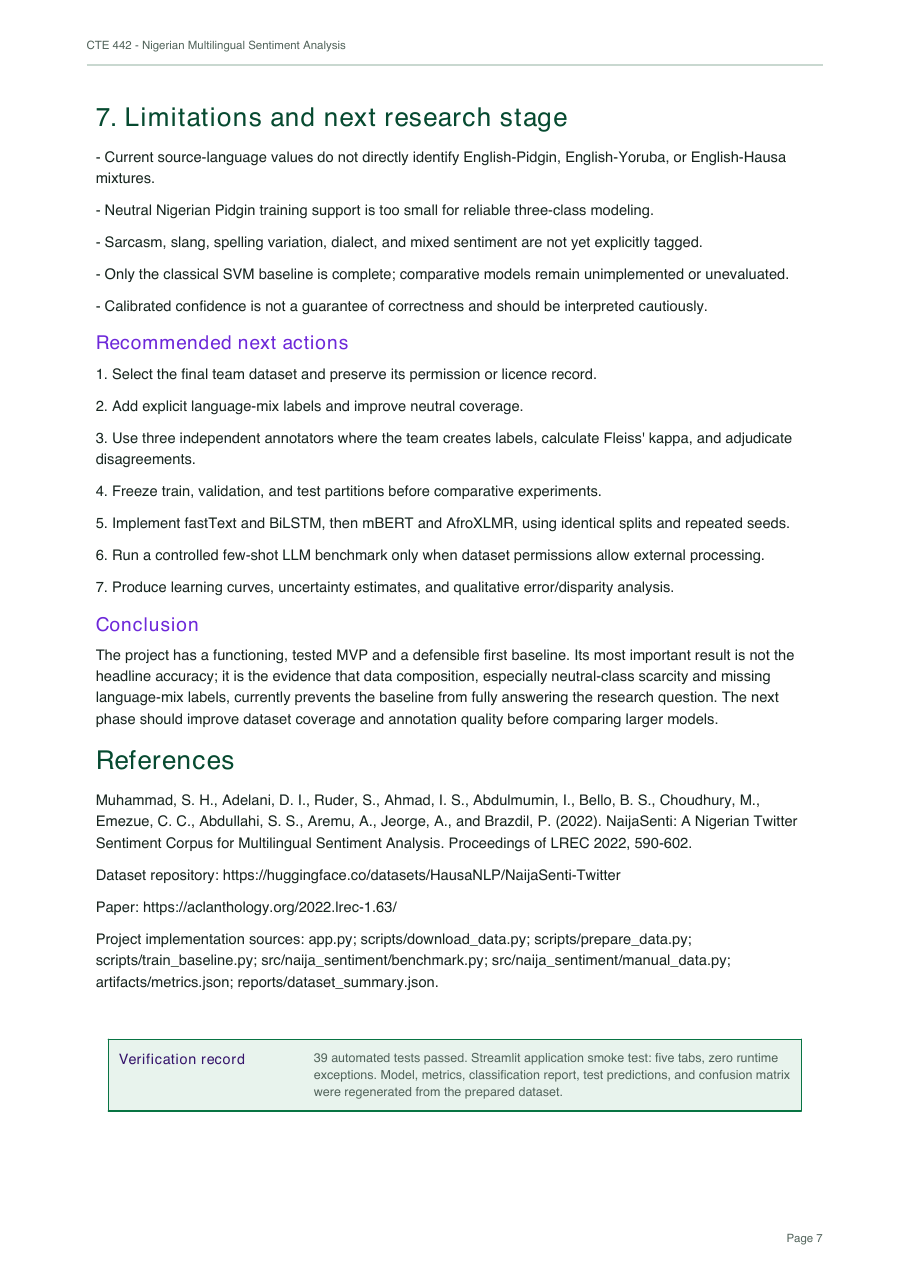 CTE 442 - Nigerian Multilingual Sentiment Analysis
7. Limitations and next research stage
- Current source-language values do not directly identify English-Pidgin, English-Yoruba, or English-Hausa
mixtures.
- Neutral Nigerian Pidgin training support is too small for reliable three-class modeling.
- Sarcasm, slang, spelling variation, dialect, and mixed sentiment are not yet explicitly tagged.
- Only the classical SVM baseline is complete; comparative models remain unimplemented or unevaluated.
- Calibrated confidence is not a guarantee of correctness and should be interpreted cautiously.
Recommended next actions
1. Select the final team dataset and preserve its permission or licence record.
2. Add explicit language-mix labels and improve neutral coverage.
3. Use three independent annotators where the team creates labels, calculate Fleiss' kappa, and adjudicate
disagreements.
4. Freeze train, validation, and test partitions before comparative experiments.
5. Implement fastText and BiLSTM, then mBERT and AfroXLMR, using identical splits and repeated seeds.
6. Run a controlled few-shot LLM benchmark only when dataset permissions allow external processing.
7. Produce learning curves, uncertainty estimates, and qualitative error/disparity analysis.
Conclusion
The project has a functioning, tested MVP and a defensible first baseline. Its most important result is not the
headline accuracy; it is the evidence that data composition, especially neutral-class scarcity and missing
language-mix labels, currently prevents the baseline from fully answering the research question. The next
phase should improve dataset coverage and annotation quality before comparing larger models.
References
Muhammad, S. H., Adelani, D. I., Ruder, S., Ahmad, I. S., Abdulmumin, I., Bello, B. S., Choudhury, M.,
Emezue, C. C., Abdullahi, S. S., Aremu, A., Jeorge, A., and Brazdil, P. (2022). NaijaSenti: A Nigerian Twitter
Sentiment Corpus for Multilingual Sentiment Analysis. Proceedings of LREC 2022, 590-602.
Dataset repository: https://huggingface.co/datasets/HausaNLP/NaijaSenti-Twitter
Paper: https://aclanthology.org/2022.lrec-1.63/
Project implementation sources: app.py; scripts/download_data.py; scripts/prepare_data.py;
scripts/train_baseline.py; src/naija_sentiment/benchmark.py; src/naija_sentiment/manual_data.py;
artifacts/metrics.json; reports/dataset_summary.json.
Verification record
39 automated tests passed. Streamlit application smoke test: five tabs, zero runtime
exceptions. Model, metrics, classification report, test predictions, and confusion matrix
were regenerated from the prepared dataset.
Page 7